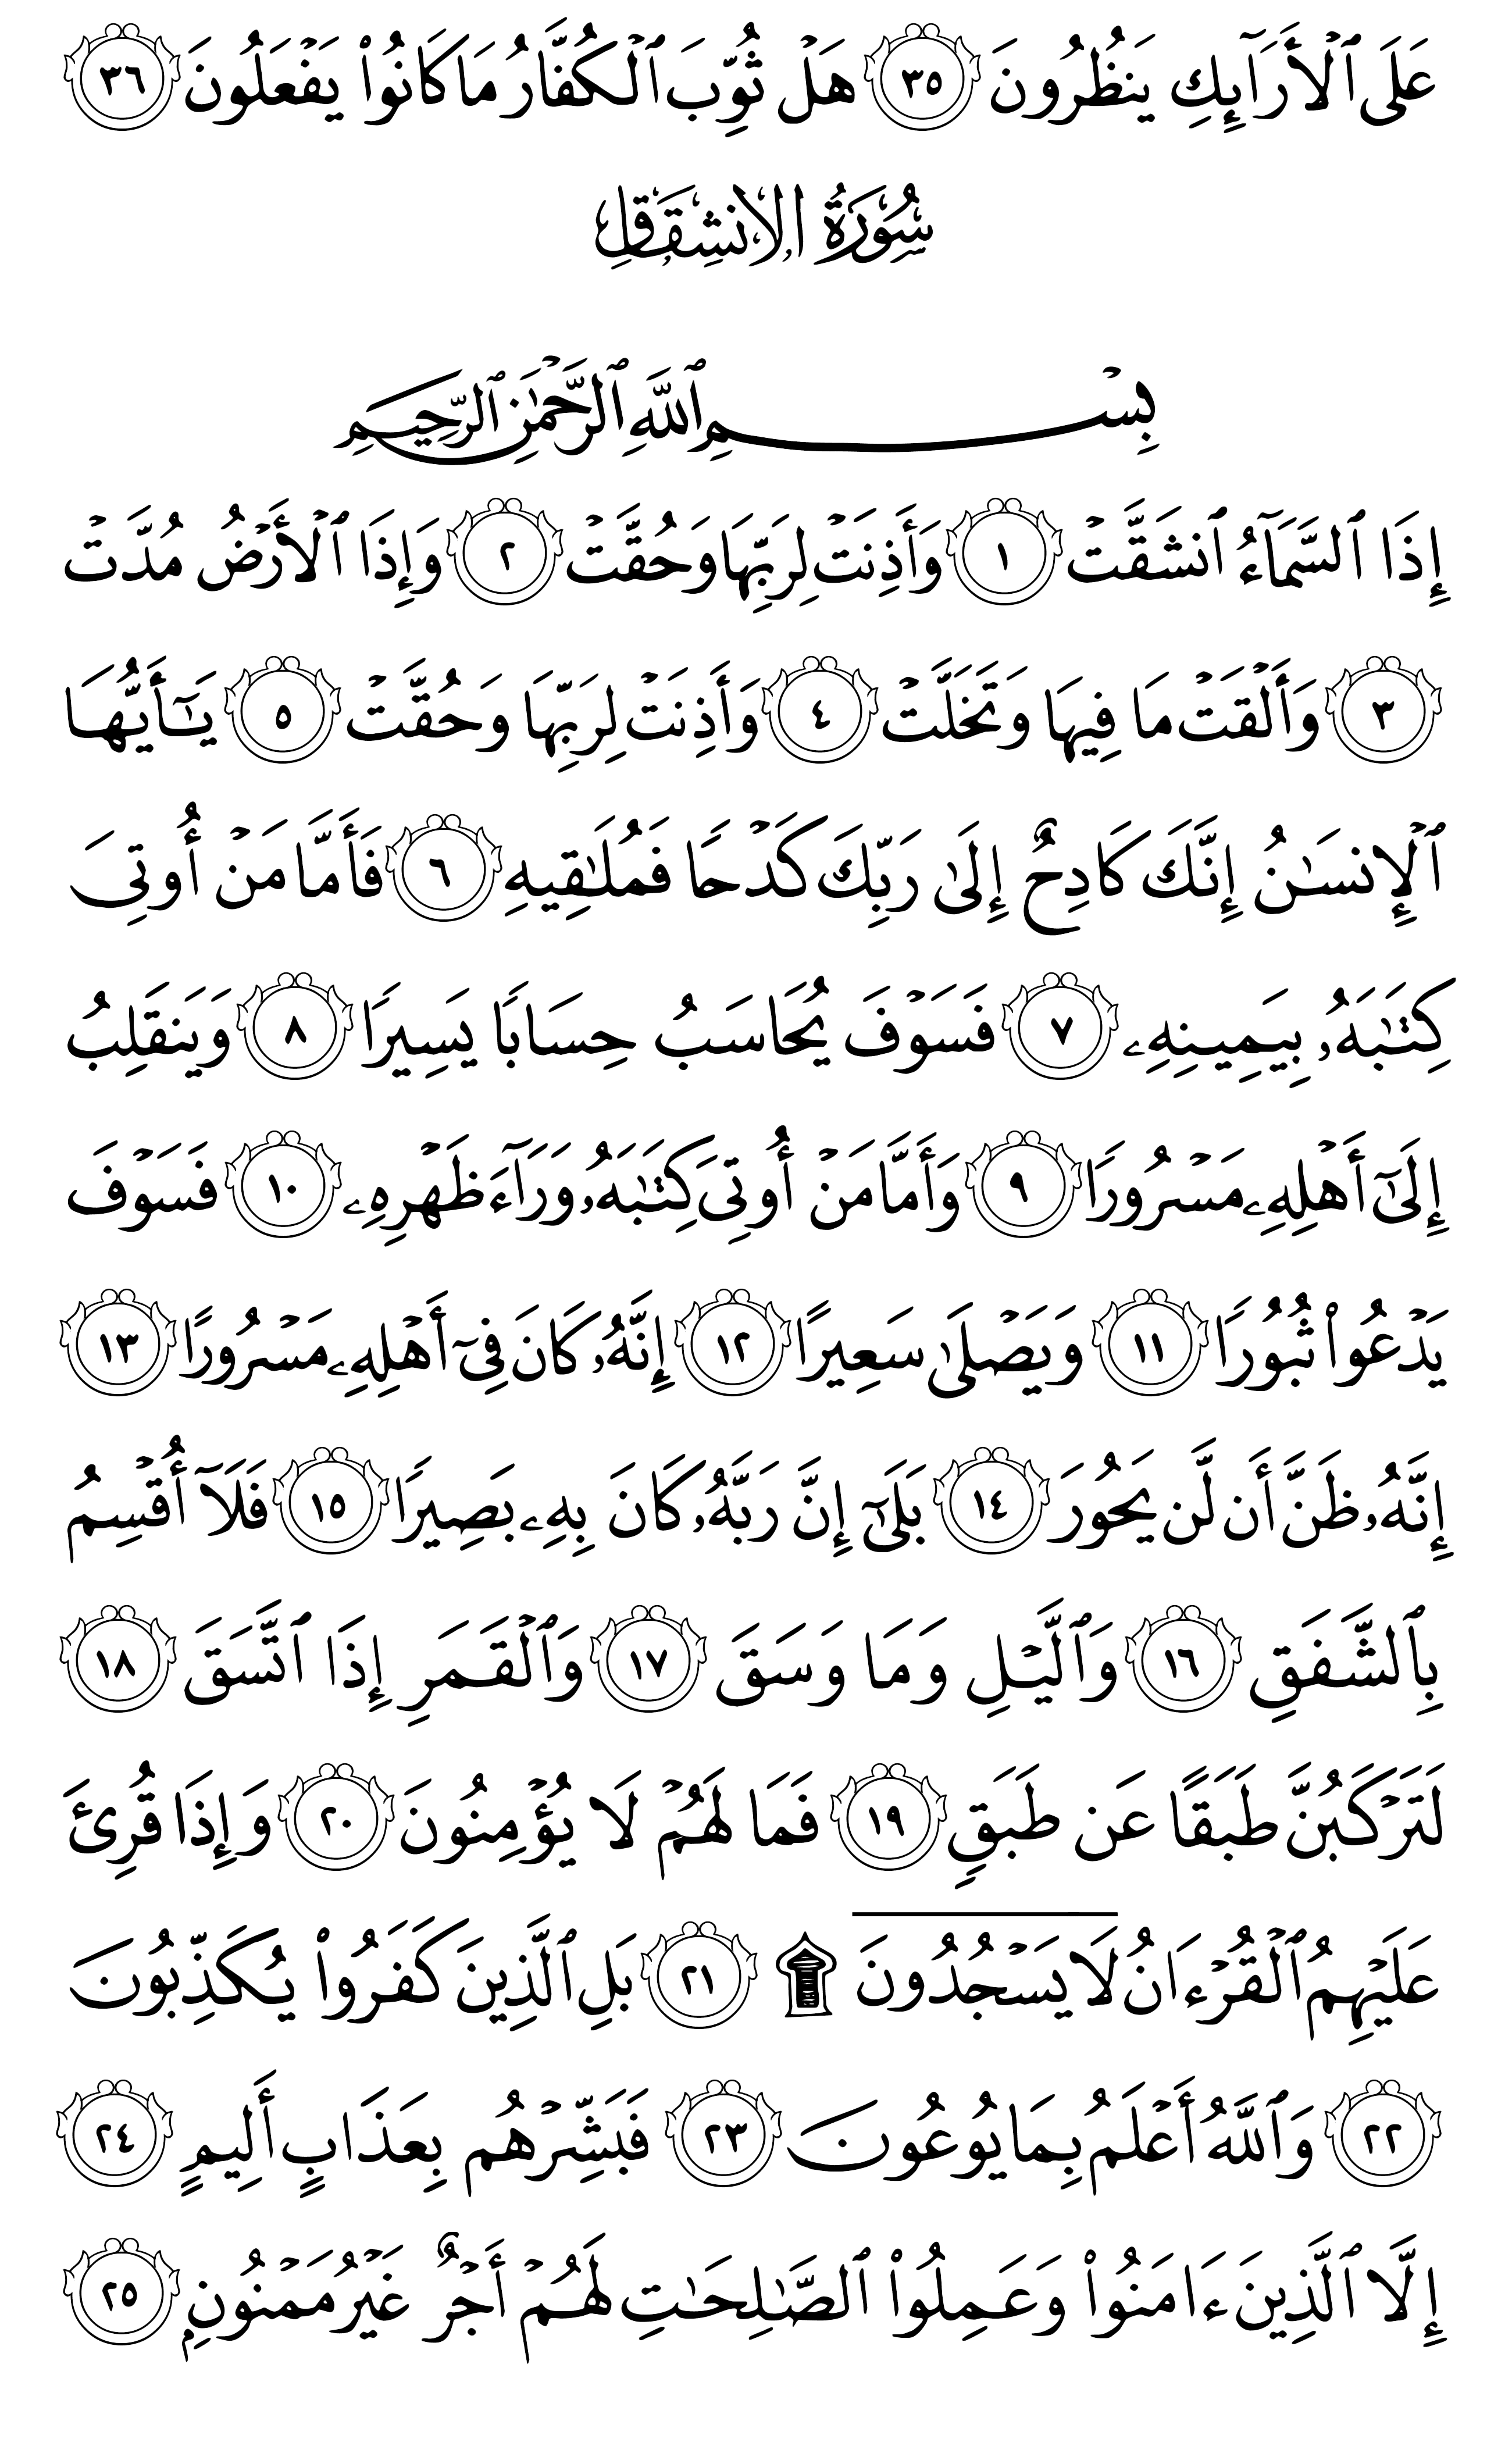 عَلَى ٱلْأَرَآئِكِ يَنظُرُونَ ٣٥ هَلْ ثُوِّبَ ٱلْكُفَّارُ مَا كَانُوا۟ يَفْعَلُونَ ٣٦
سُورَةُ الِانشِقَاقِ
بِسْمِ ٱللَّهِ ٱلرَّحْمَٰنِ ٱلرَّحِيمِ
إِذَا ٱلسَّمَآءُ ٱنشَقَّتْ ١ وَأَذِنَتْ لِرَبِّهَا وَحُقَّتْ ٢ وَإِذَا ٱلْأَرْضُ مُدَّتْ
٣ وَأَلْقَتْ مَا فِيهَا وَتَخَلَّتْ ٤ وَأَذِنَتْ لِرَبِّهَا وَحُقَّتْ ٥ يَٰٓأَيُّهَا
ٱلْإِنسَٰنُ إِنَّكَ كَادِحٌ إِلَىٰ رَبِّكَ كَدْحًا فَمُلَٰقِيهِ ٦ فَأَمَّا مَنْ أُوتِىَ
كِتَٰبَهُۥ بِيَمِينِهِۦ ٧ فَسَوْفَ يُحَاسَبُ حِسَابًا يَسِيرًا ٨ وَيَنقَلِبُ
إِلَىٰٓ أَهْلِهِۦ مَسْرُورًا ٩ وَأَمَّا مَنْ أُوتِىَ كِتَٰبَهُۥ وَرَآءَ ظَهْرِهِۦ ١٠ فَسَوْفَ
يَدْعُوا۟ ثُبُورًا ١١ وَيَصْلَىٰ سَعِيرًا ١٢ إِنَّهُۥ كَانَ فِىٓ أَهْلِهِۦ مَسْرُورًا ١٣
إِنَّهُۥ ظَنَّ أَن لَّن يَحُورَ ١٤ بَلَىٰٓ إِنَّ رَبَّهُۥ كَانَ بِهِۦ بَصِيرًا ١٥ فَلَآ أُقْسِمُ
بِٱلشَّفَقِ ١٦ وَٱلَّيْلِ وَمَا وَسَقَ ١٧ وَٱلْقَمَرِ إِذَا ٱتَّسَقَ ١٨
لَتَرْكَبُنَّ طَبَقًا عَن طَبَقٍ ١٩ فَمَا لَهُمْ لَا يُؤْمِنُونَ ٢٠ وَإِذَا قُرِئَ
عَلَيْهِمُ ٱلْقُرْءَانُ لَا يَسْجُدُونَ ۩ ٢١ بَلِ ٱلَّذِينَ كَفَرُوا۟ يُكَذِّبُونَ
٢٢ وَٱللَّهُ أَعْلَمُ بِمَا يُوعُونَ ٢٣ فَبَشِّرْهُم بِعَذَابٍ أَلِيمٍ ٢٤
إِلَّا ٱلَّذِينَ ءَامَنُوا۟ وَعَمِلُوا۟ ٱلصَّٰلِحَٰتِ لَهُمْ أَجْرٌ غَيْرُ مَمْنُونٍۭ ٢٥